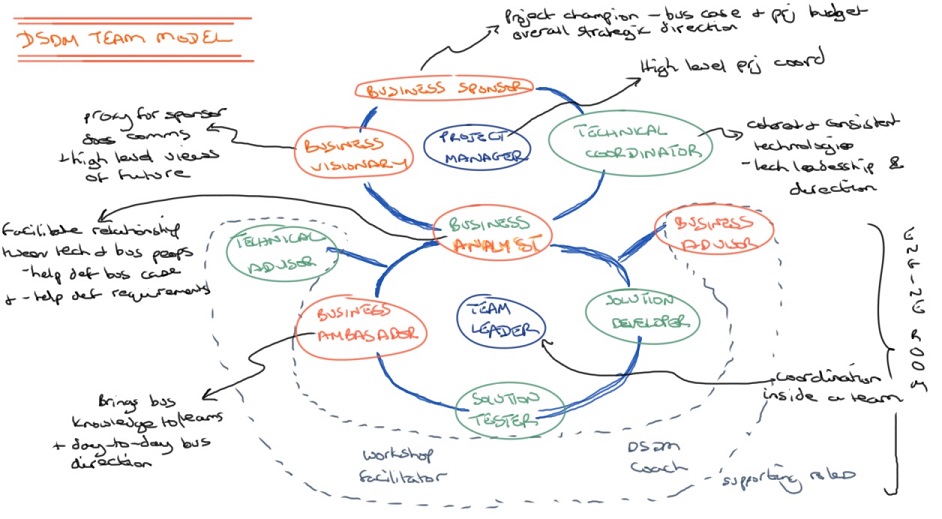 DSDM TEAM MODEL
Project champion - bus case + prj budget
overall strategic direction
High level prj coord
BUSINESS SPONSOR
proxy for sponsor
does comms
+ high level views
of future
BUSINESS
VISIONARY
PROJECT
MANAGER
TECHNICAL
COORDINATOR
coherent & consistent
technologies
- tech leadership &
direction
Facilitate relationship
tween tech & bus peeps
- help def bus case
+ - help def requirements
TECHNICAL
ADVISOR
BUSINESS
ANALYST
BUSINESS
ADVISOR
ENGINE ROOM
BUSINESS
AMBASADOR
TEAM
LEADER
SOLUTION
DEVELOPER
Coordination
inside a team
Brings bus
knowledge to teams
+ day-to-day bus
direction
SOLUTION
TESTER
workshop
facilitator
DSDM
Coach
supporting roles